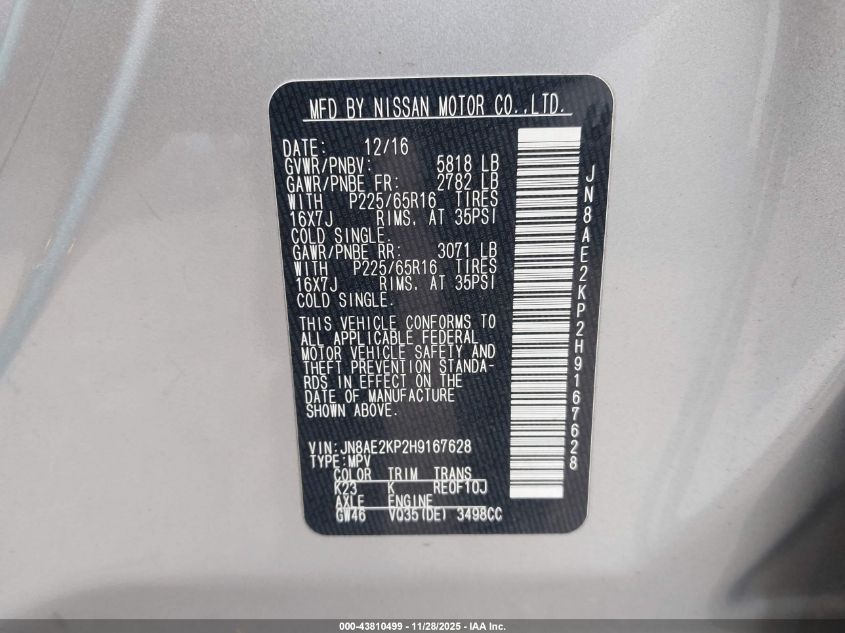 MFD BY NISSAN MOTOR CO.,LTD.
DATE: 12/16
GVWR/PNBV: 5818 LB
GAWR/PNBE FR: 2782 LB
WITH P225/65R16 TIRES
16X7J RIMS, AT 35PSI
COLD SINGLE.
GAWR/PNBE RR: 3071 LB
WITH P225/65R16 TIRES
16X7J RIMS, AT 35PSI
COLD SINGLE.
THIS VEHICLE CONFORMS TO
ALL APPLICABLE FEDERAL
MOTOR VEHICLE SAFETY AND
THEFT PREVENTION STANDA-
RDS IN EFFECT ON THE
DATE OF MANUFACTURE
SHOWN ABOVE.
VIN:JN8AE2KP2H9167628
TYPE:MPV
COLOR TRIM TRANS
K23 K RE0F10J
AXLE ENGINE
GW46 VQ35(DE) 3498CC
JN8AE2KP2H9167628
000-43810499 - 11/28/2025 - IAA Inc.